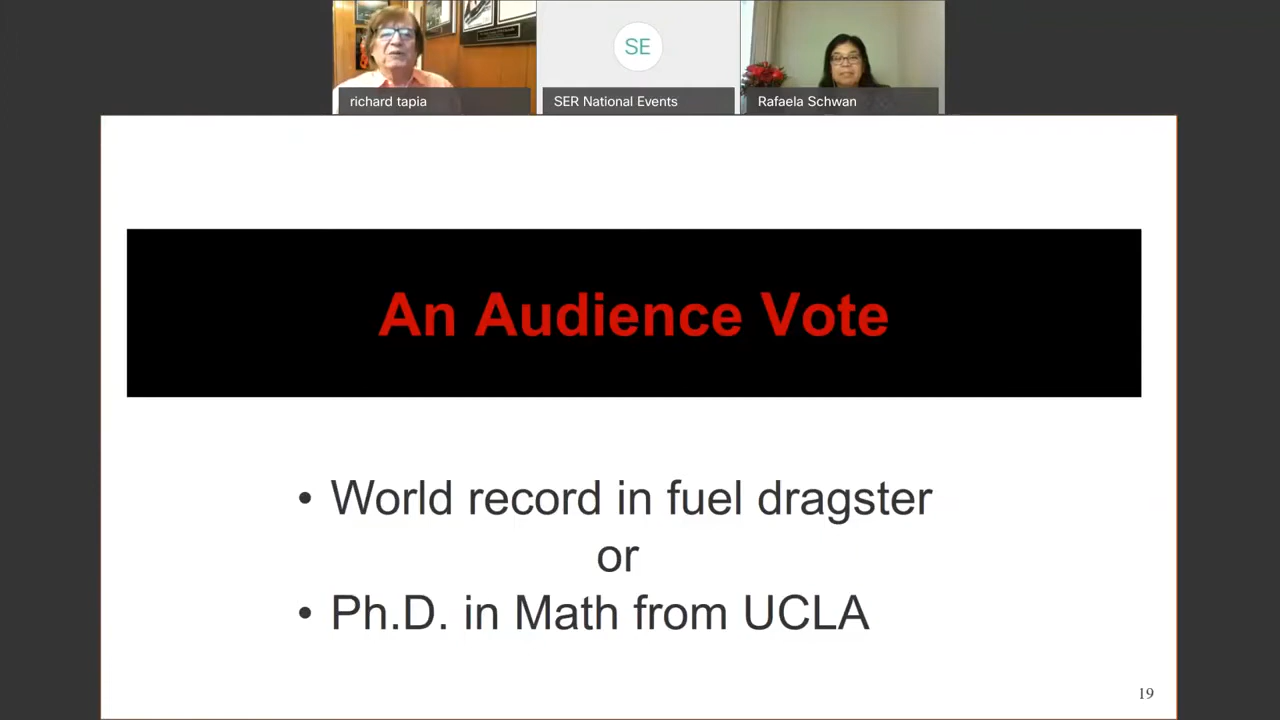 richard tapia
SE
SER National Events
Rafaela Schwan
An Audience Vote
• World record in fuel dragster
or
• Ph.D. in Math from UCLA
19